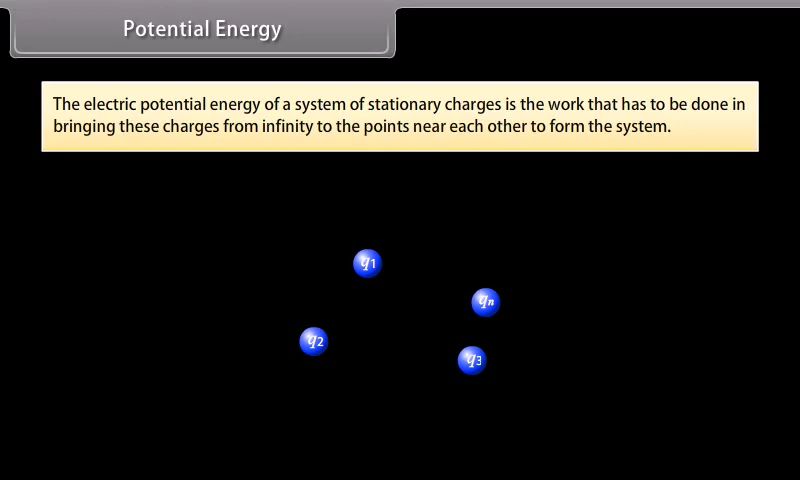 Potential Energy
The electric potential energy of a system of stationary charges is the work that has to be done in
bringing these charges from infinity to the points near each other to form the system.
q1
qn
q2
q3